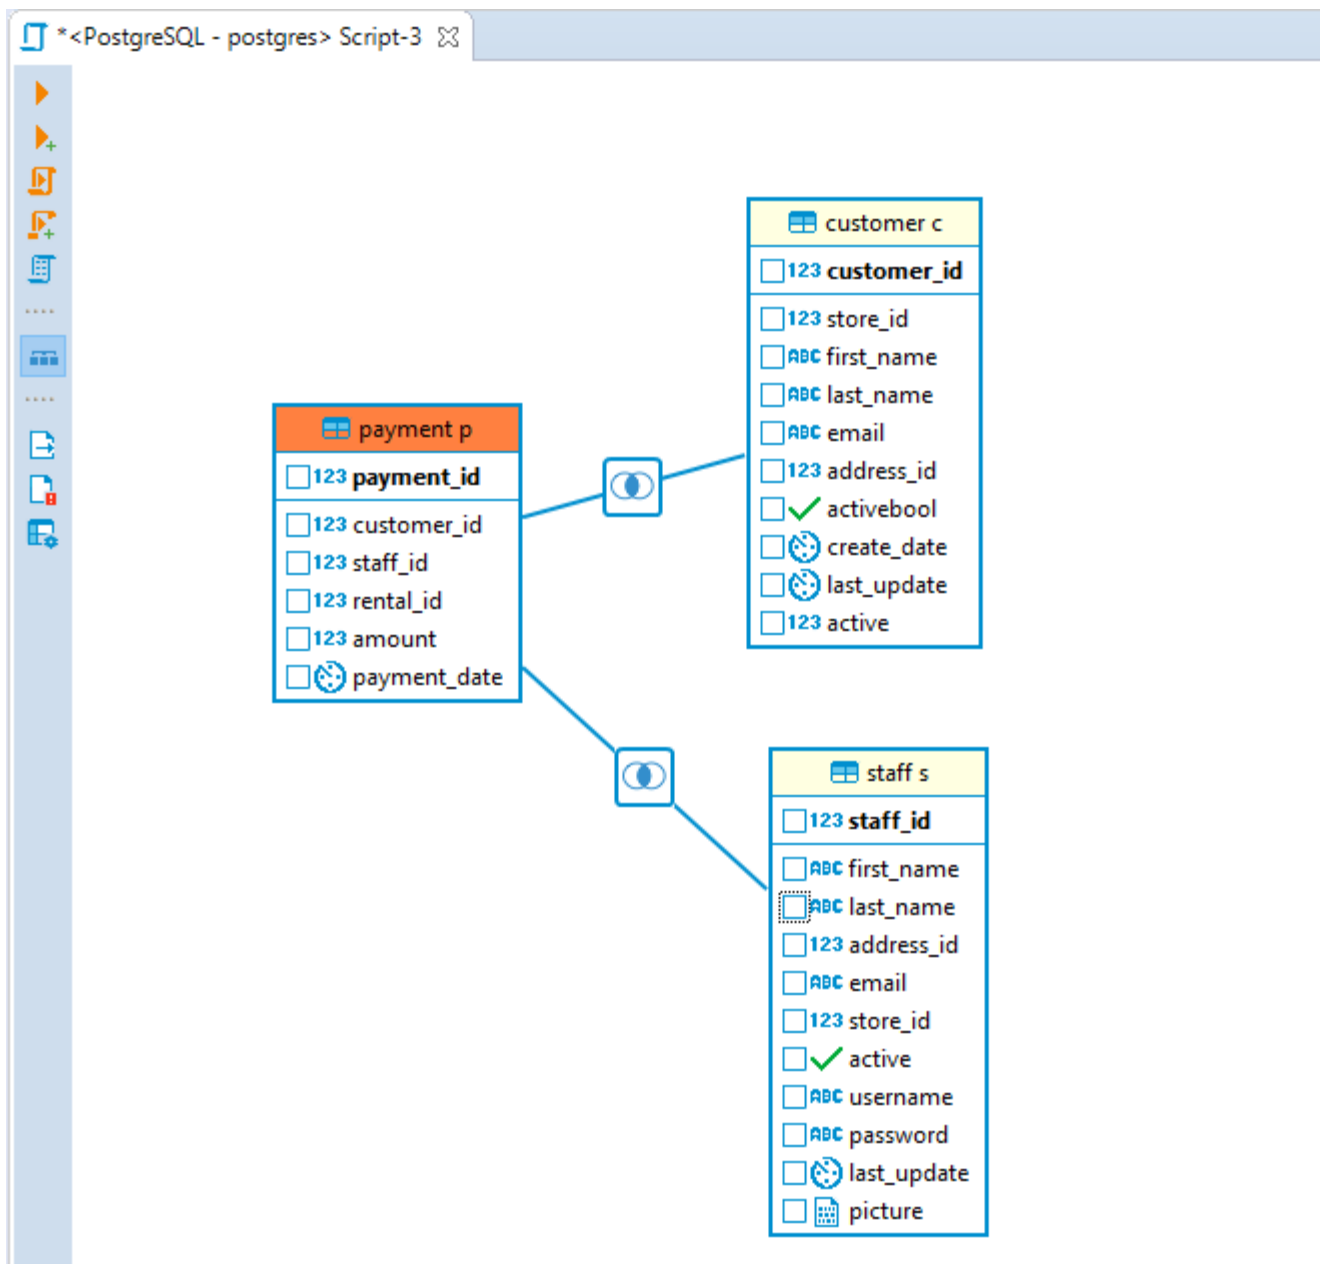 *<PostgreSQL - postgres> Script-3
customer c
123 customer_id
123 store_id
ABC first_name
ABC last_name
ABC email
123 address_id
activebool
create_date
last_update
123 active
payment p
123 payment_id
123 customer_id
123 staff_id
123 rental_id
123 amount
payment_date
staff s
123 staff_id
ABC first_name
ABC last_name
123 address_id
ABC email
123 store_id
active
ABC username
ABC password
last_update
picture